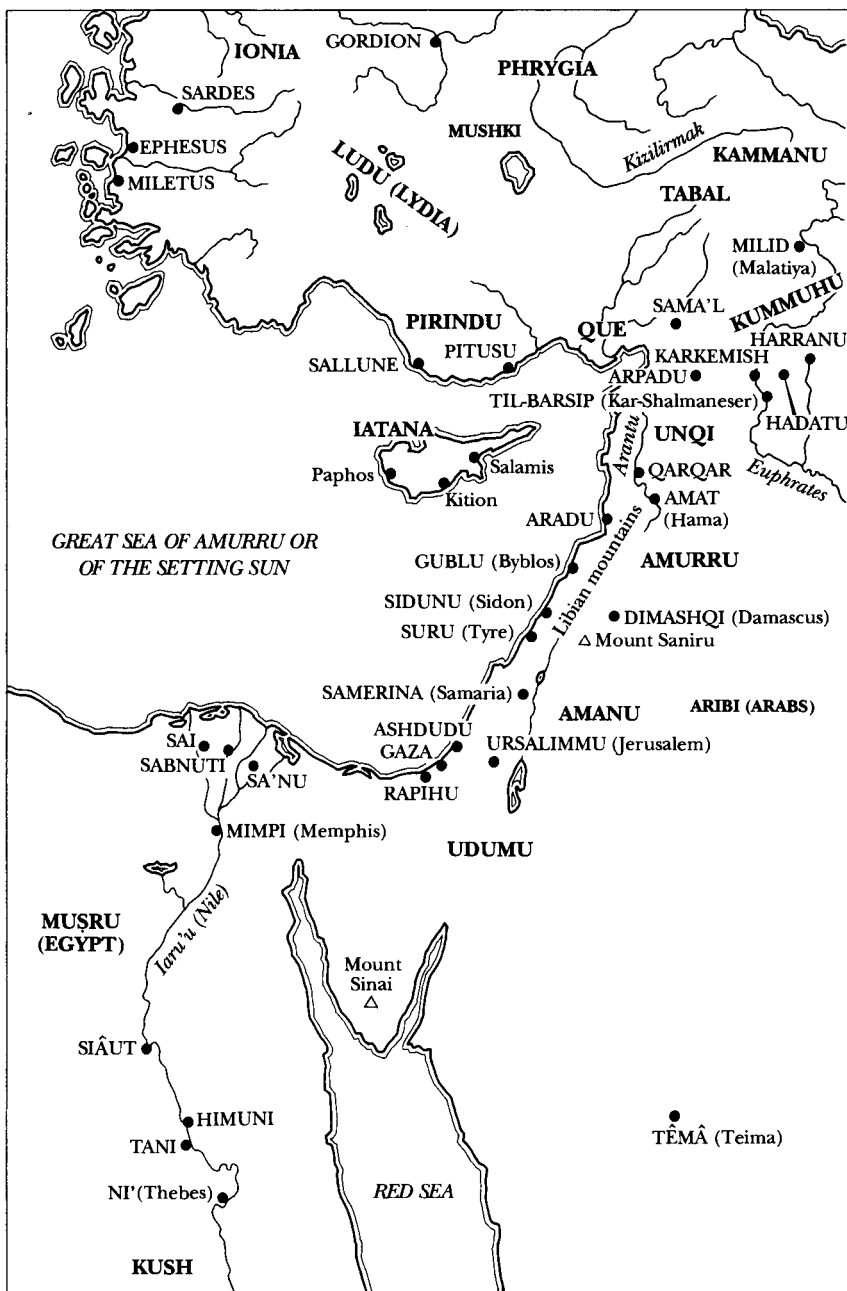 IONIA
GORDION
PHRYGIA
SARDES
MUSHKI
EPHESUS
Kizilirmak
KAMMANU
LUDU (LYDIA)
MILETUS
TABAL
MILID
(Malatiya)
SAMA'L
KUMMUHU
PIRINDU
QUE
HARRANU
SALLUNE
PITUSU
KARKEMISH
ARPADU
TIL-BARSIP (Kar-Shalmaneser)
HADATU
IATANA
Arantu
UNQI
Salamis
Paphos
QARQAR
Euphrates
Kition
AMAT
(Hama)
ARADU
GREAT SEA OF AMURRU OR
OF THE SETTING SUN
GUBLU (Byblos)
AMURRU
Libian mountains
SIDUNU (Sidon)
DIMASHQI (Damascus)
SURU (Tyre)
Mount Saniru
SAMERINA (Samaria)
AMANU
ARIBI (ARABS)
SAI
ASHDUDU
SABNUTI
GAZA
URSALIMMU (Jerusalem)
SA'NU
RAPIHU
MIMPI (Memphis)
UDUMU
MUṢRU
(EGYPT)
Iaru'u (Nile)
Mount
Sinai
SIÂUT
HIMUNI
TÊMÂ (Teima)
TANI
NI' (Thebes)
RED SEA
KUSH